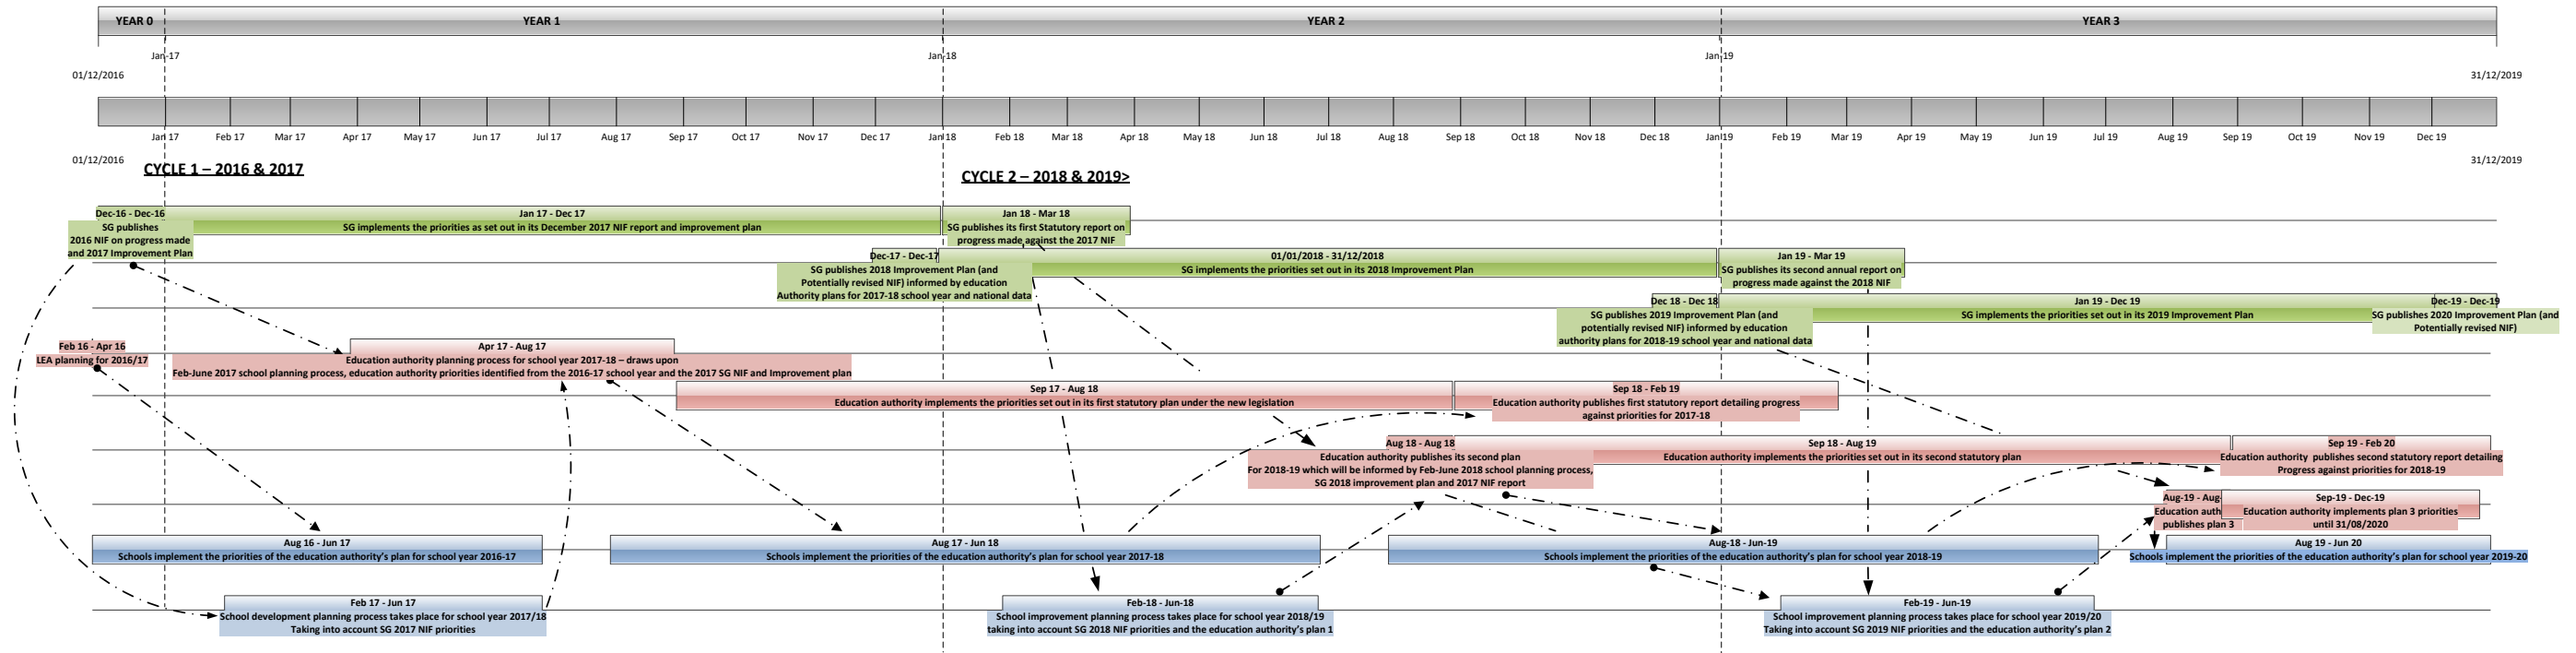 YEAR 0
YEAR 1
YEAR 2
YEAR 3
Jan-17
Jan-18
Jan-19
01/12/2016
31/12/2019
Jan 17
Feb 17
Mar 17
Apr 17
May 17
Jun 17
Jul 17
Aug 17
Sep 17
Oct 17
Nov 17
Dec 17
Jan 18
Feb 18
Mar 18
Apr 18
May 18
Jun 18
Jul 18
Aug 18
Sep 18
Oct 18
Nov 18
Dec 18
Jan 19
Feb 19
Mar 19
Apr 19
May 19
Jun 19
Jul 19
Aug 19
Sep 19
Oct 19
Nov 19
Dec 19
01/12/2016
31/12/2019
CYCLE 1 – 2016 & 2017
CYCLE 2 – 2018 & 2019>
Dec-16 - Dec-16
SG publishes
2016 NIF on progress made
and 2017 Improvement Plan
Jan 17 - Dec 17
SG implements the priorities as set out in its December 2017 NIF report and improvement plan
Jan 18 - Mar 18
SG publishes its first Statutory report on
progress made against the 2017 NIF
Dec-17 - Dec-17
SG publishes 2018 Improvement Plan (and
Potentially revised NIF) informed by education
Authority plans for 2017-18 school year and national data
01/01/2018 - 31/12/2018
SG implements the priorities set out in its 2018 Improvement Plan
Jan 19 - Mar 19
SG publishes its second annual report on
progress made against the 2018 NIF
Dec 18 - Dec 18
SG publishes 2019 Improvement Plan (and
potentially revised NIF) informed by education
authority plans for 2018-19 school year and national data
Jan 19 - Dec 19
SG implements the priorities set out in its 2019 Improvement Plan
Dec-19 - Dec-19
SG publishes 2020 Improvement Plan (and
Potentially revised NIF)
Feb 16 - Apr 16
LEA planning for 2016/17
Apr 17 - Aug 17
Education authority planning process for school year 2017-18 – draws upon
Feb-June 2017 school planning process, education authority priorities identified from the 2016-17 school year and the 2017 SG NIF and Improvement plan
Sep 17 - Aug 18
Education authority implements the priorities set out in its first statutory plan under the new legislation
Sep 18 - Feb 19
Education authority publishes first statutory report detailing progress
against priorities for 2017-18
Aug 18 - Aug 18
Education authority publishes its second plan
For 2018-19 which will be informed by Feb-June 2018 school planning process,
SG 2018 improvement plan and 2017 NIF report
Sep 18 - Aug 19
Education authority implements the priorities set out in its second statutory plan
Sep 19 - Feb 20
Education authority publishes second statutory report detailing
Progress against priorities for 2018-19
Aug-19 - Aug-
Education auth
publishes plan 3
Sep-19 - Dec-19
Education authority implements plan 3 priorities
until 31/08/2020
Aug 16 - Jun 17
Schools implement the priorities of the education authority's plan for school year 2016-17
Aug 17 - Jun 18
Schools implement the priorities of the education authority's plan for school year 2017-18
Aug-18 - Jun-19
Schools implement the priorities of the education authority's plan for school year 2018-19
Aug 19 - Jun 20
Schools implement the priorities of the education authority's plan for school year 2019-20
Feb 17 - Jun 17
School development planning process takes place for school year 2017/18
Taking into account SG 2017 NIF priorities
Feb-18 - Jun-18
School improvement planning process takes place for school year 2018/19
taking into account SG 2018 NIF priorities and the education authority's plan 1
Feb-19 - Jun-19
School improvement planning process takes place for school year 2019/20
Taking into account SG 2019 NIF priorities and the education authority's plan 2